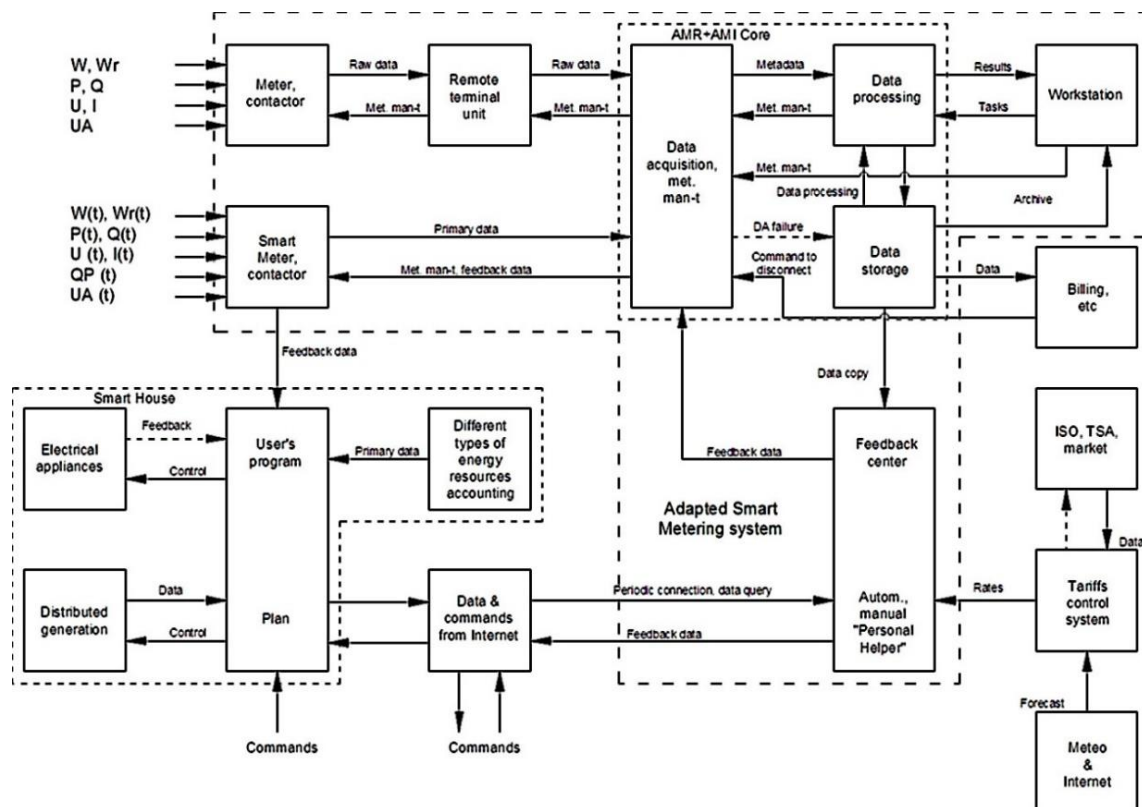 AMR+AMI Core
W, Wr
P, Q
U, I
UA
Meter,
contactor
Raw data
Met. man-t
Remote
terminal
unit
Raw data
Met. man-t
Data
acquisition,
met.
man-t
Metadata
Met. man-t
Data
processing
Results
Tasks
Workstation
Met. man-t
Data processing
Archive
W(t), Wr(t)
P(t), Q(t)
U (t), I(t)
QP (t)
UA (t)
Smart
Meter,
contactor
Primary data
Met. man-t, feedback data
DA failure
Command to
disconnect
Data
storage
Data
Billing,
etc
Feedback data
Data copy
Smart House
Electrical
appliances
Feedback
Control
User's
program
Primary data
Different
types of
energy
resources
accounting
Feedback data
Feedback
center
ISO, TSA,
market
Adapted Smart
Metering system
Data
Distributed
generation
Data
Control
Plan
Data &
commands
from Internet
Periodic connection, data query
Feedback data
Autom.,
manual
"Personal
Helper"
Rates
Tariffs
control
system
Forecast
Commands
Commands
Meteo
&
Internet